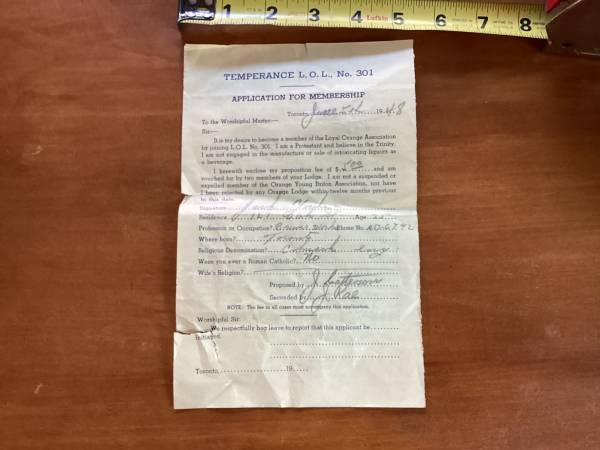 1 2 3 4 Lufkin 5 6 7 8
TEMPERANCE L. O. L., No. 301
APPLICATION FOR MEMBERSHIP
Toronto, June 5th 1948
To the Worshipful Master—
Sir:—
It is my desire to become a member of the Loyal Orange Association
by joining L.O.L. No. 301. I am a Protestant and believe in the Trinity.
I am not engaged in the manufacture or sale of intoxicating liquors as
a beverage.
I herewith enclose my proposition fee of $ and am
vouched for by two members of your Lodge. I am not a suspended or
expelled member of the Orange Young Briton Association, nor have
I been rejected by any Orange Lodge within twelve months previous
to this date.
Signature
Residence Age
Profession or Occupation? Phone No.
Where born? Toronto
Religious Denomination?
Were you ever a Roman Catholic? No
Wife's Religion?
Proposed by J.
Seconded by Rae
NOTE: The fee in all cases must accompany this application.
Worshipful Sir:
We respectfully beg leave to report that this applicant be
initiated.
Toronto, 19